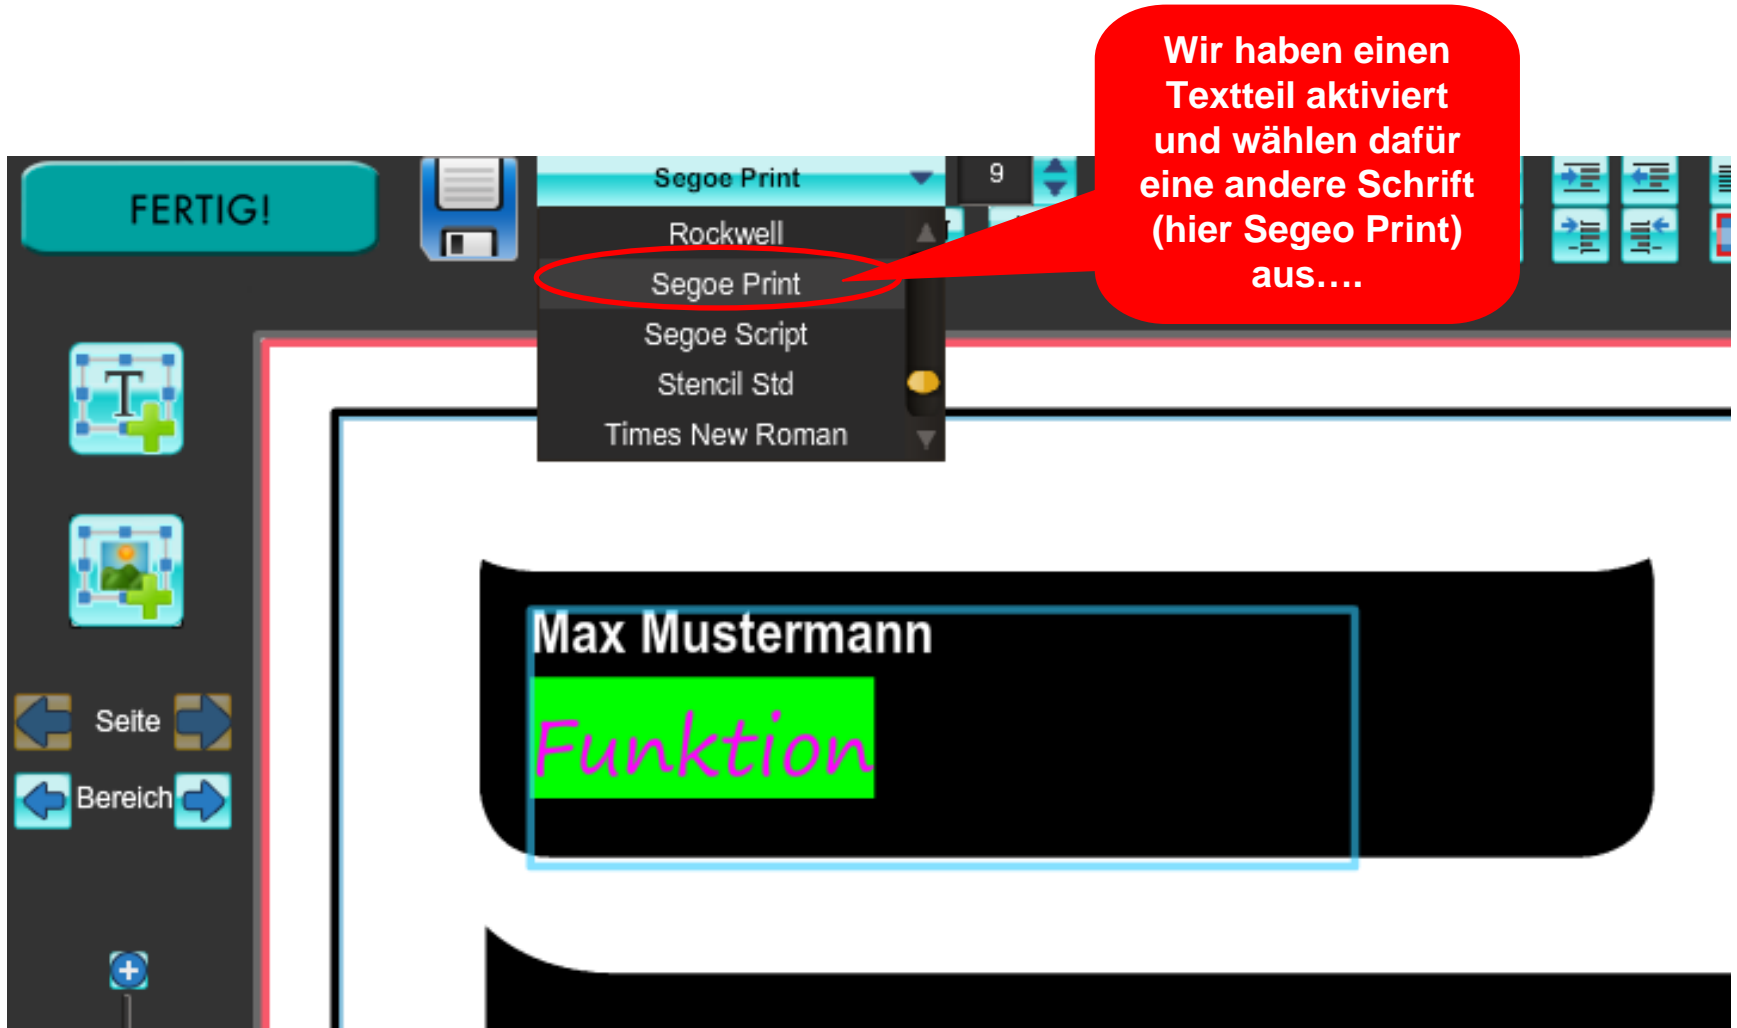 Wir haben einen
Textteil aktiviert
und wählen dafür
eine andere Schrift
(hier Segeo Print)
aus....
FERTIG!
Segoe Print
9
Rockwell
Segoe Print
Segoe Script
Stencil Std
Times New Roman
Max Mustermann
Funktion
Seite
Bereich